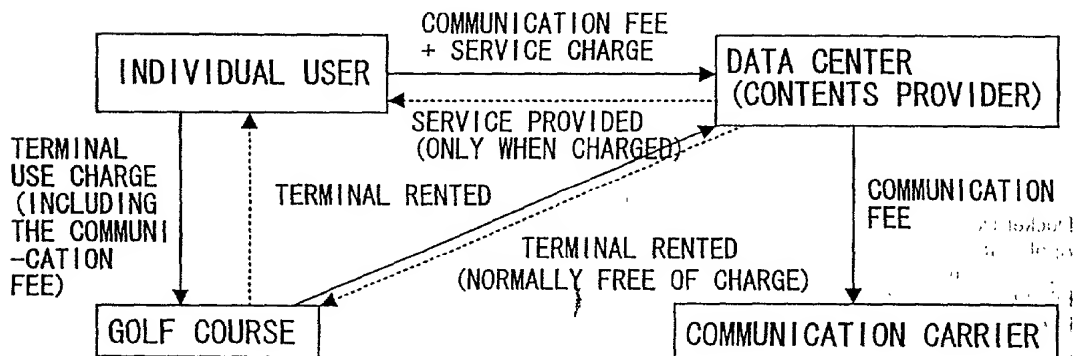 COMMUNICATION FEE
+ SERVICE CHARGE
INDIVIDUAL USER
DATA CENTER
(CONTENTS PROVIDER)
SERVICE PROVIDED
(ONLY WHEN CHARGED)
TERMINAL
USE CHARGE
(INCLUDING
THE COMMUNI
-CATION
FEE)
TERMINAL RENTED
COMMUNICATION
FEE
TERMINAL RENTED
(NORMALLY FREE OF CHARGE)
GOLF COURSE
COMMUNICATION CARRIER